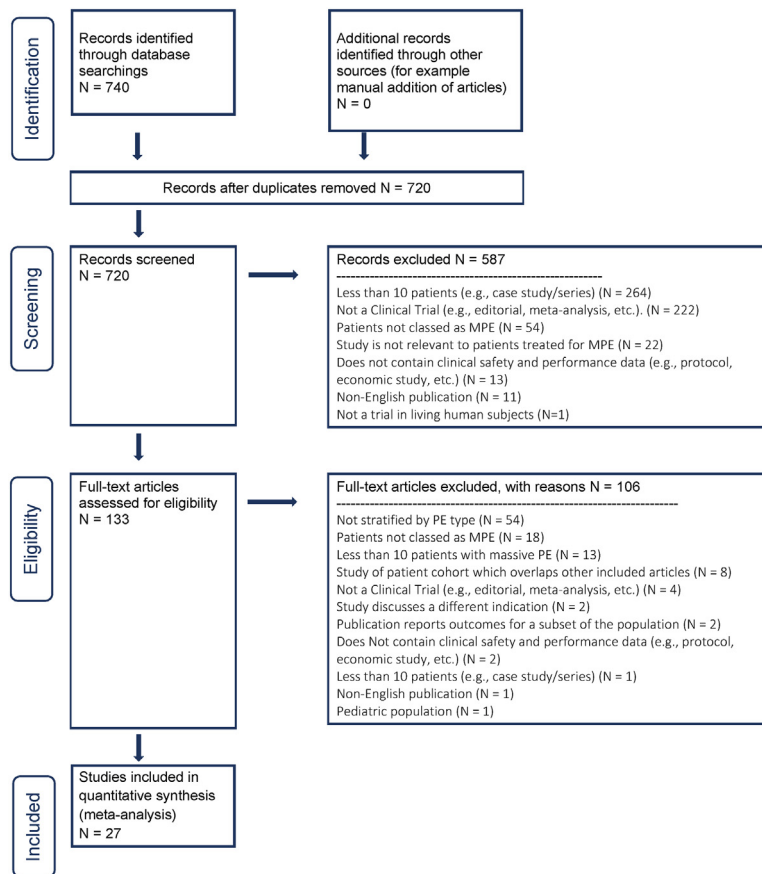 Identification
Records identified
through database
searchings
N = 740
Additional records
identified through other
sources (for example
manual addition of articles)
N = 0
Records after duplicates removed N = 720
Screening
Records screened
N = 720
Records excluded N = 587
-----------------------------------------------------
Less than 10 patients (e.g., case study/series) (N = 264)
Not a Clinical Trial (e.g., editorial, meta-analysis, etc.). (N = 222)
Patients not classed as MPE (N = 54)
Study is not relevant to patients treated for MPE (N = 22)
Does not contain clinical safety and performance data (e.g., protocol,
economic study, etc.) (N = 13)
Non-English publication (N = 11)
Not a trial in living human subjects (N=1)
Eligibility
Full-text articles
assessed for eligibility
N = 133
Full-text articles excluded, with reasons N = 106
--------------------------------------------------------------------
Not stratified by PE type (N = 54)
Patients not classed as MPE (N = 18)
Less than 10 patients with massive PE (N = 13)
Study of patient cohort which overlaps other included articles (N = 8)
Not a Clinical Trial (e.g., editorial, meta-analysis, etc.) (N = 4)
Study discusses a different indication (N = 2)
Publication reports outcomes for a subset of the population (N = 2)
Does Not contain clinical safety and performance data (e.g., protocol,
economic study, etc.) (N = 2)
Less than 10 patients (e.g., case study/series) (N = 1)
Non-English publication (N = 1)
Pediatric population (N = 1)
Included
Studies included in
quantitative synthesis
(meta-analysis)
N = 27